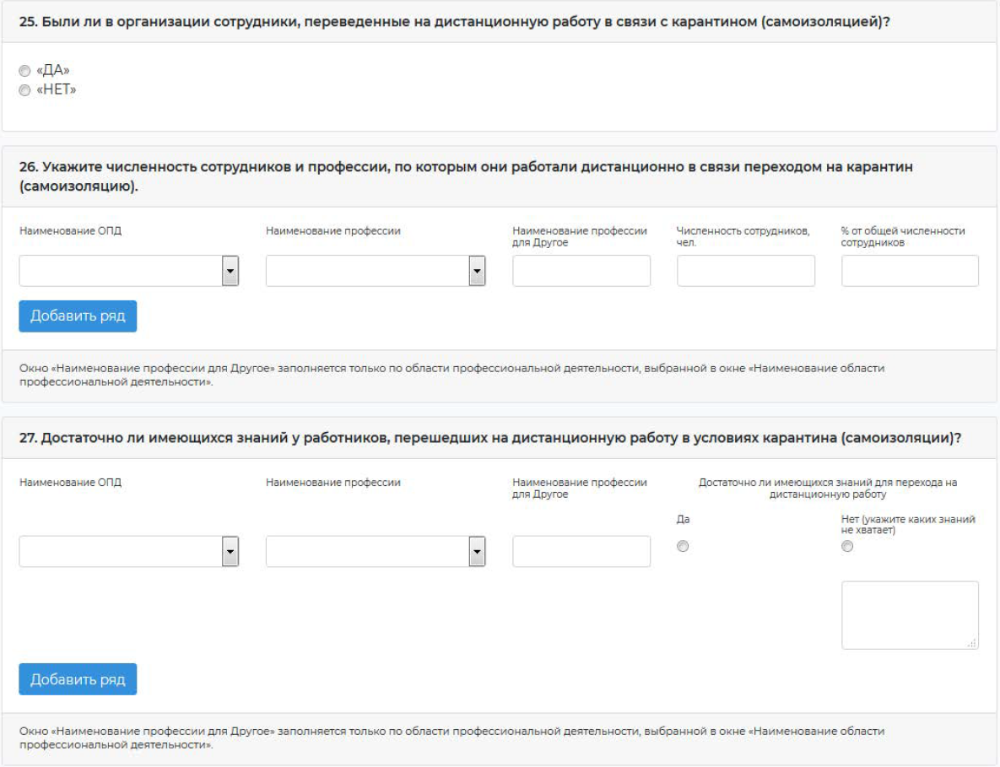 25. Были ли в организации сотрудники, переведенные на дистанционную работу в связи с карантином (самоизоляцией)?
«ДА»
«НЕТ»
26. Укажите численность сотрудников и профессии, по которым они работали дистанционно в связи переходом на карантин
(самоизоляцию).
Наименование ОПД
Наименование профессии
Наименование профессии
для Другое
Численность сотрудников,
чел.
% от общей численности
сотрудников
Добавить ряд
Окно «Наименование профессии для Другое» заполняется только по области профессиональной деятельности, выбранной в окне «Наименование области
профессиональной деятельности».
27. Достаточно ли имеющихся знаний у работников, перешедших на дистанционную работу в условиях карантина (самоизоляции)?
Наименование ОПД
Наименование профессии
Наименование профессии
для Другое
Достаточно ли имеющихся знаний для перехода на
дистанционную работу
Да
Нет (укажите каких знаний
не хватает)
Добавить ряд
Окно «Наименование профессии для Другое» заполняется только по области профессиональной деятельности, выбранной в окне «Наименование области
профессиональной деятельности».